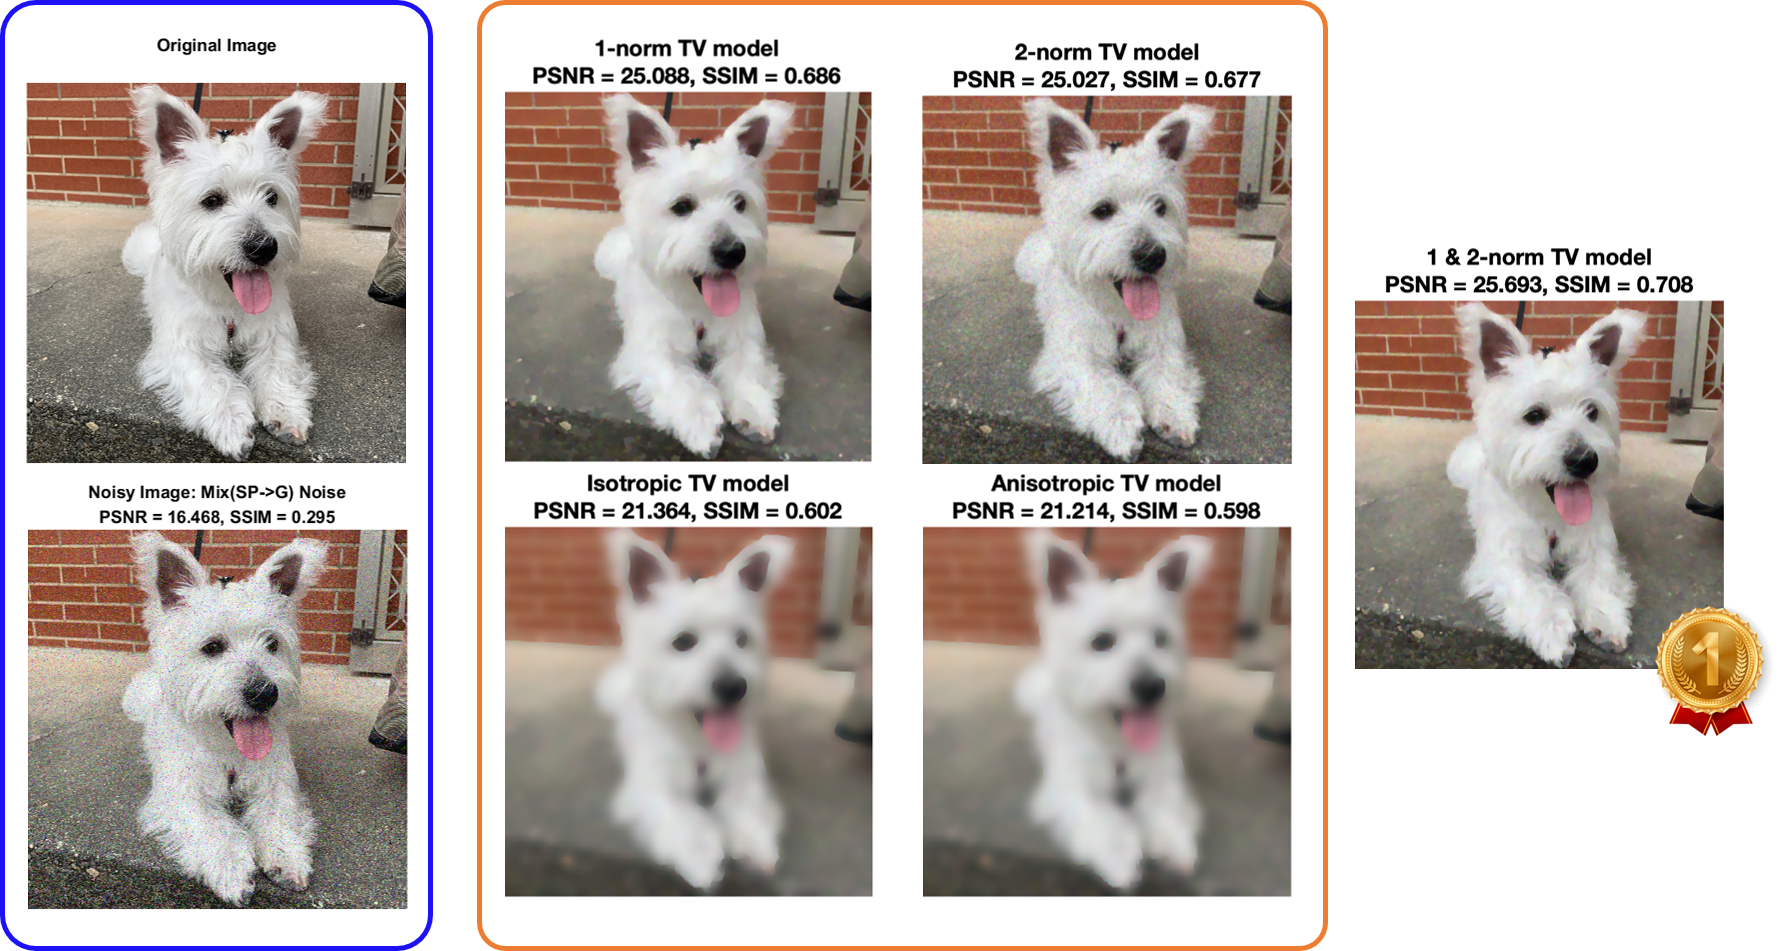 Original Image
Noisy Image: Mix(SP->G) Noise
PSNR = 16.468, SSIM = 0.295
1-norm TV model
PSNR = 25.088, SSIM = 0.686
2-norm TV model
PSNR = 25.027, SSIM = 0.677
Isotropic TV model
PSNR = 21.364, SSIM = 0.602
Anisotropic TV model
PSNR = 21.214, SSIM = 0.598
1 & 2-norm TV model
PSNR = 25.693, SSIM = 0.708
1